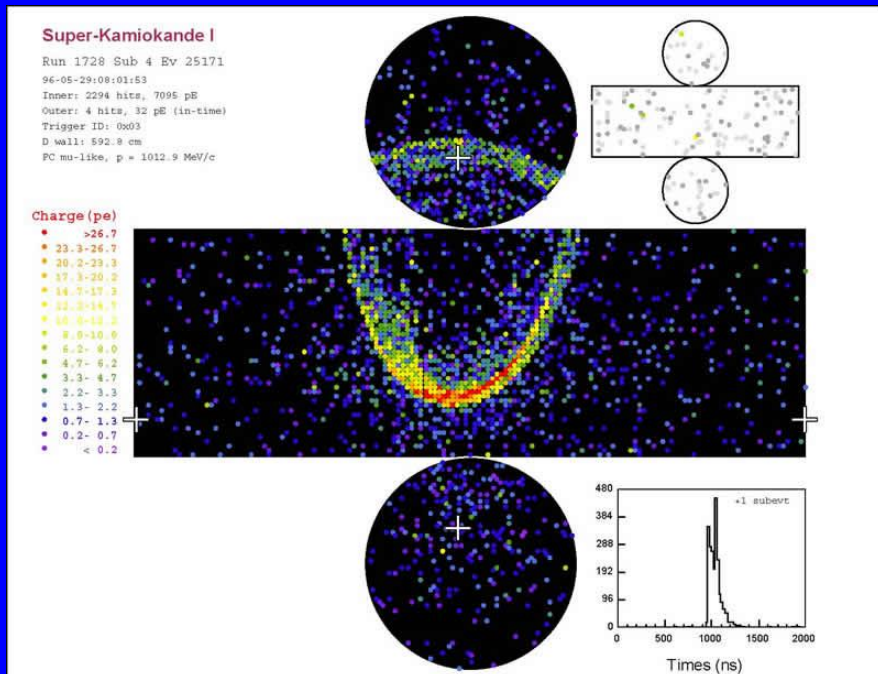 Super-Kamiokande I
Run 1728 Sub 4 Ev 25171
96-05-29:08:01:53
Inner: 2294 hits, 7095 pE
Outer: 4 hits, 32 pE (in-time)
Trigger ID: 0x03
D wall: 592.8 cm
FC mu-like, p = 1012.9 MeV/c
Charge(pe)
>26.7
23.3-26.7
20.2-23.3
17.3-20.2
14.7-17.3
12.2-14.7
10.0-12.2
8.0-10.0
6.2- 8.0
4.7- 6.2
3.3- 4.7
2.2- 3.3
1.3- 2.2
0.7- 1.3
0.2- 0.7
< 0.2
+1 subevt
480
384
288
192
96
0
0 500 1000 1500 2000
Times (ns)